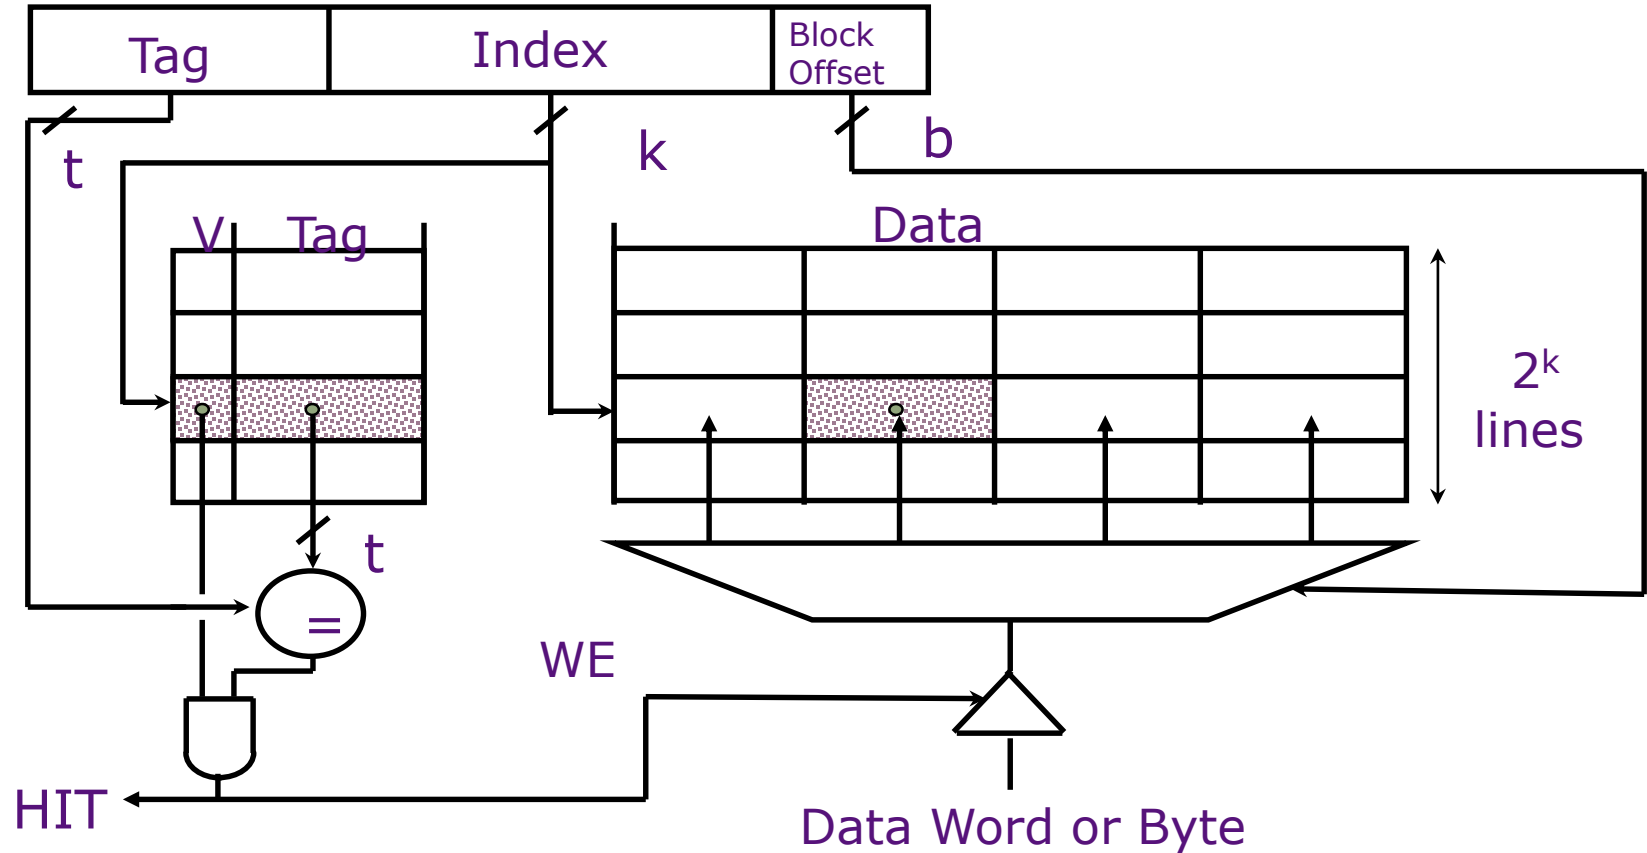 Tag
Index
Block
Offset
t
k
b
V
Tag
Data
2ᵏ
lines
t
=
WE
HIT
Data Word or Byte